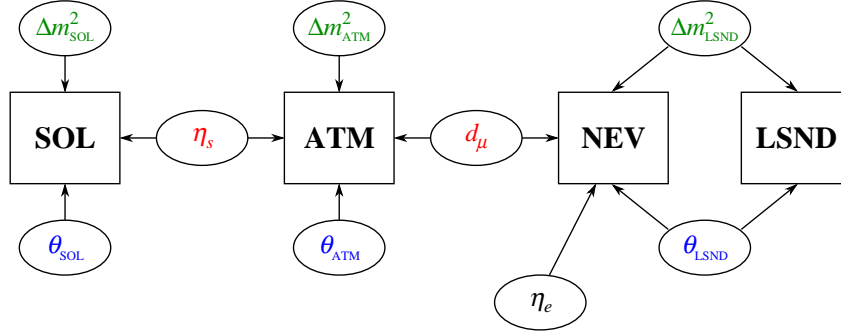 Δm²_SOL Δm²_ATM Δm²_LSND
SOL η_s ATM d_μ NEV LSND
θ_SOL θ_ATM θ_LSND
η_e